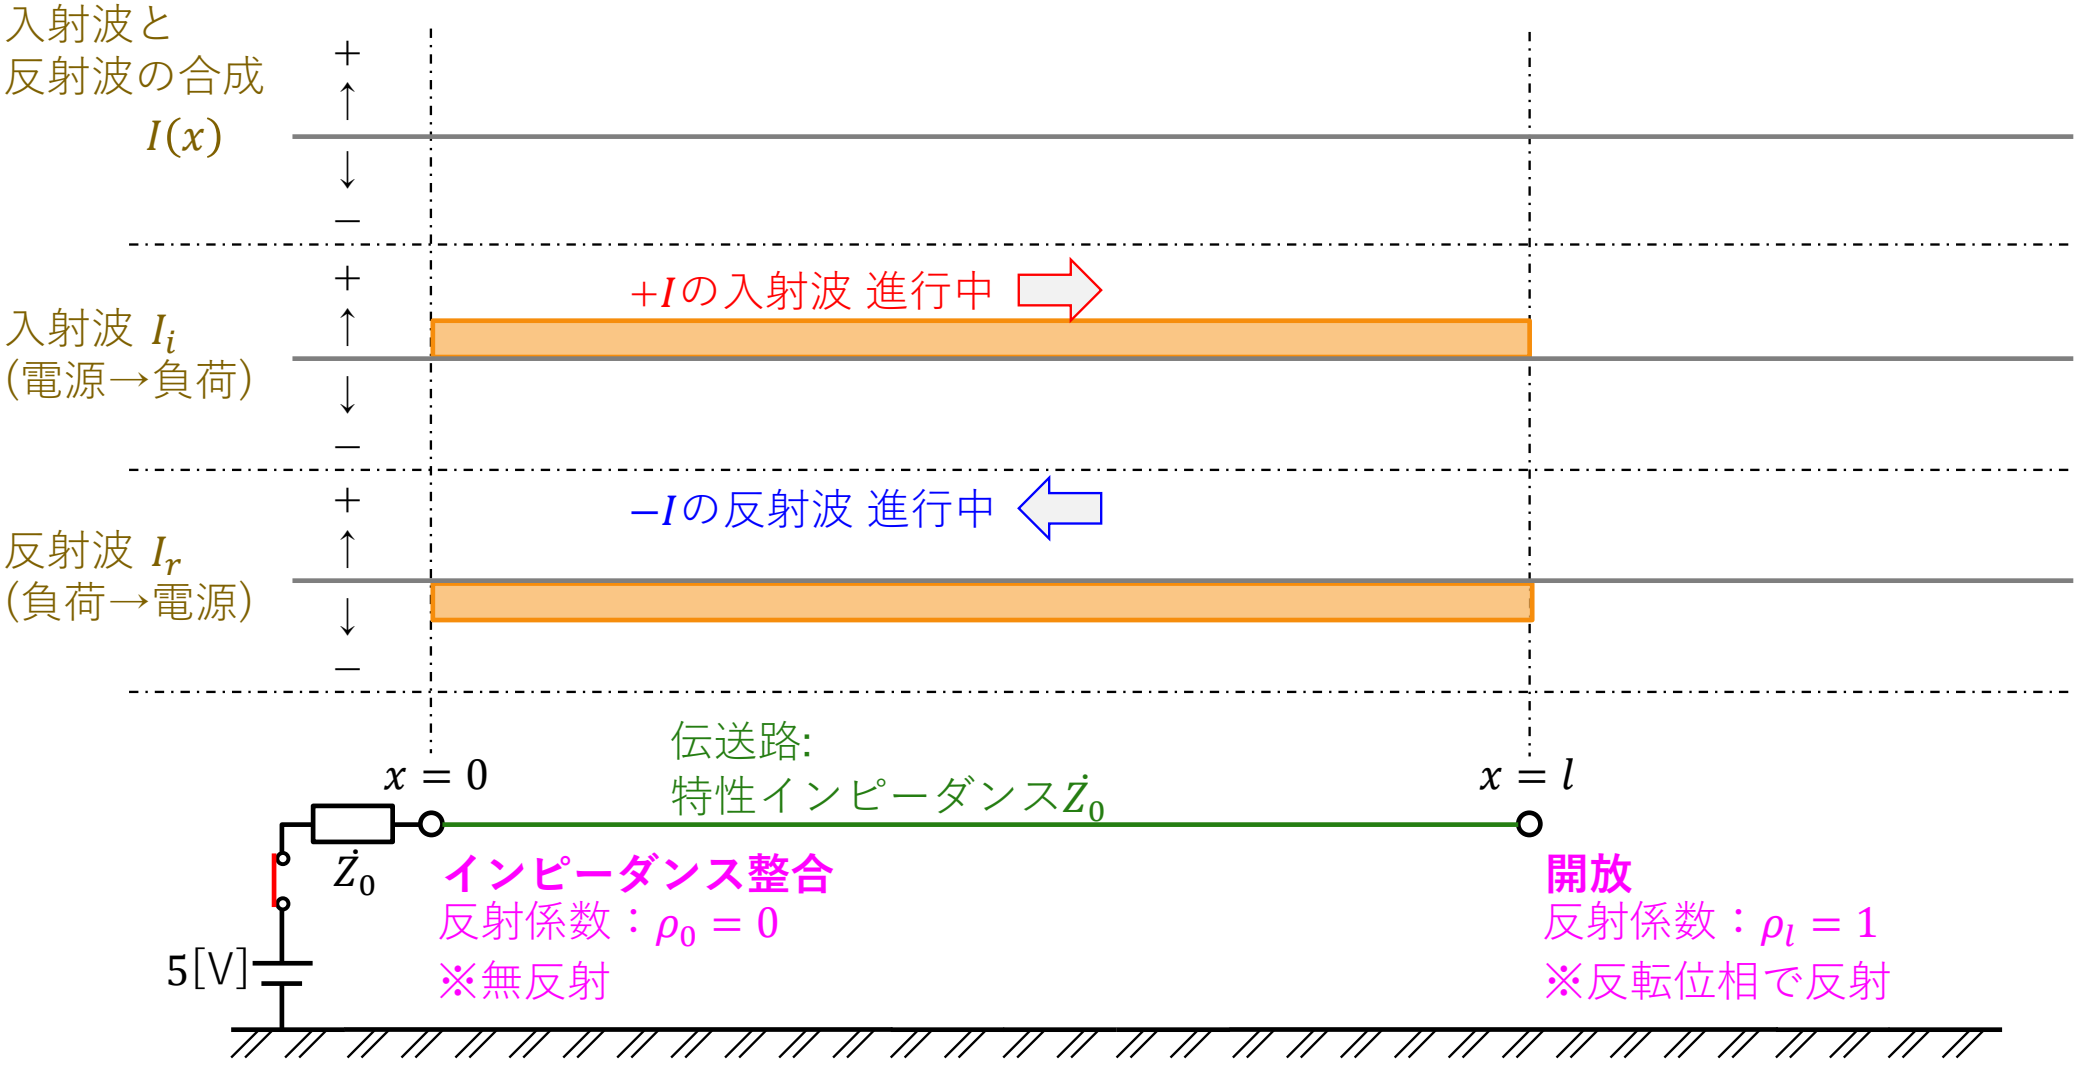 入射波と
反射波の合成
I(x)
+
↑
↓
−
+Iの入射波 進行中
入射波 I_i
(電源→負荷)
+
↑
↓
−
−Iの反射波 進行中
反射波 I_r
(負荷→電源)
+
↑
↓
−
伝送路:
特性インピーダンスŻ_0
x = 0
x = l
Ż_0
インピーダンス整合
反射係数：ρ_0 = 0
※無反射
開放
反射係数：ρ_l = 1
※反転位相で反射
5[V]